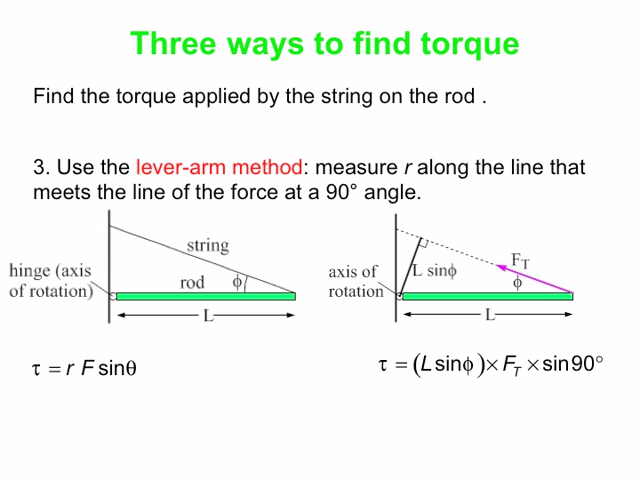 Three ways to find torque
Find the torque applied by the string on the rod .
3. Use the lever-arm method: measure r along the line that
meets the line of the force at a 90° angle.
string
hinge (axis
of rotation)
rod
ϕ
L
axis of
rotation
L sinϕ
F_T
ϕ
L
τ = r F sinθ
τ = (L sinϕ) × F_T × sin90°